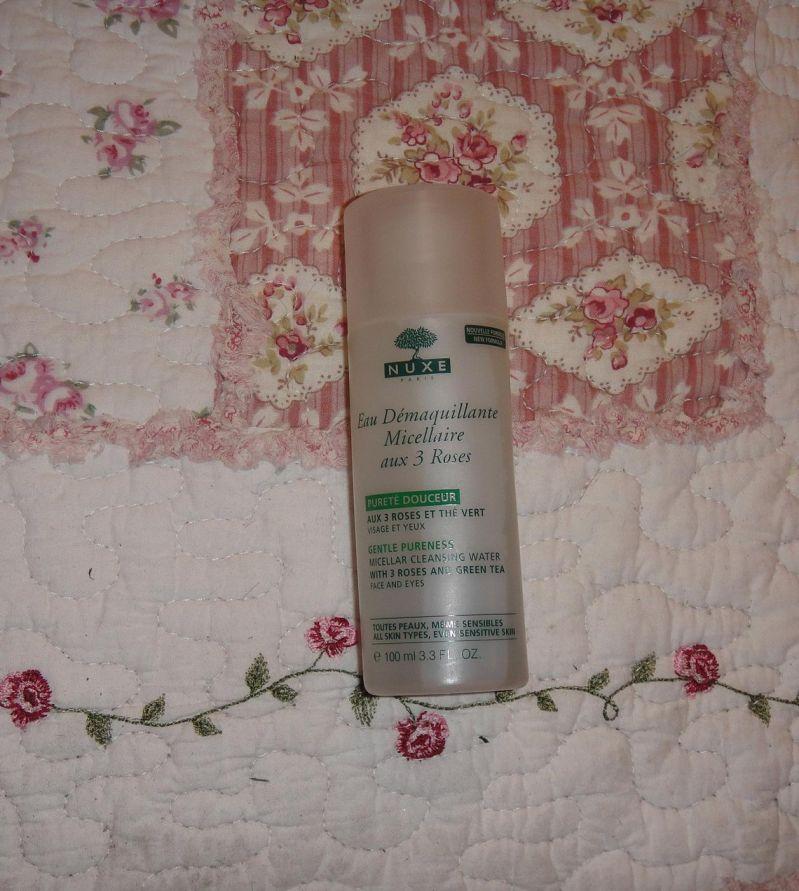 NOUVELLE FORMULE
NEW FORMULA
NUXE
PARIS
Eau Démaquillante
Micellaire
aux 3 Roses
PURETÉ DOUCEUR
AUX 3 ROSES ET THÉ VERT
VISAGE ET YEUX
GENTLE PURENESS
MICELLAR CLEANSING WATER
WITH 3 ROSES AND GREEN TEA
FACE AND EYES
TOUTES PEAUX, MÊME SENSIBLES
ALL SKIN TYPES, EVEN SENSITIVE SKIN
℮ 100 ml 3.3 FL. OZ.